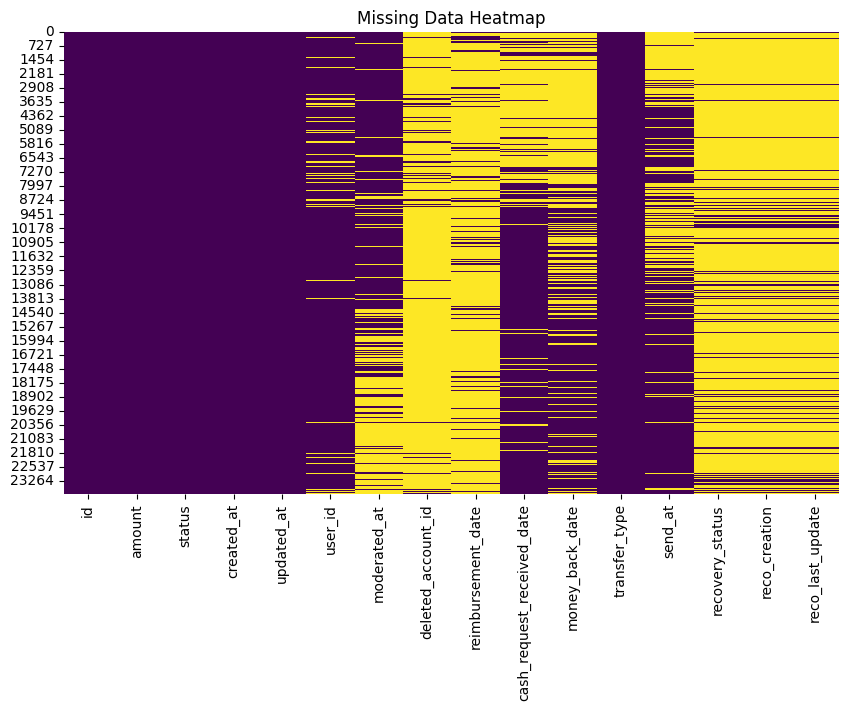 Missing Data Heatmap
0
727
1454
2181
2908
3635
4362
5089
5816
6543
7270
7997
8724
9451
10178
10905
11632
12359
13086
13813
14540
15267
15994
16721
17448
18175
18902
19629
20356
21083
21810
22537
23264
id
amount
status
created_at
updated_at
user_id
moderated_at
deleted_account_id
reimbursement_date
cash_request_received_date
money_back_date
transfer_type
send_at
recovery_status
reco_creation
reco_last_update